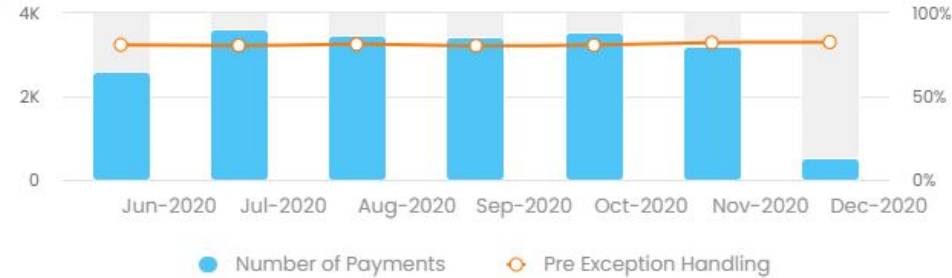 4K 100%
2K 50%
0 0%
Jun-2020 Jul-2020 Aug-2020 Sep-2020 Oct-2020 Nov-2020 Dec-2020
Number of Payments Pre Exception Handling